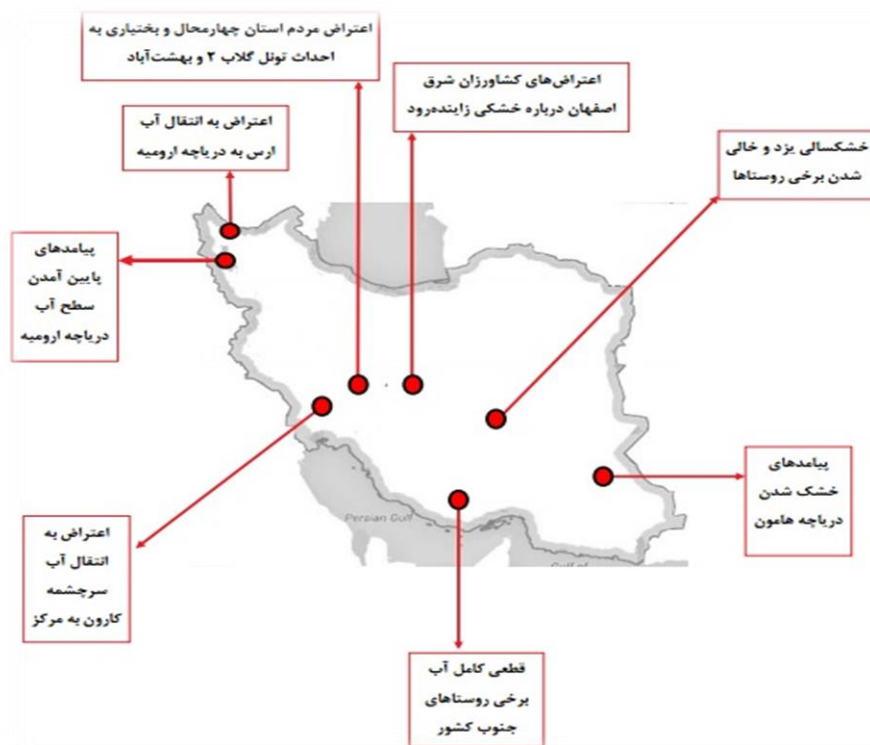 اعتراض مردم استان چهارمحال و بختیاری به
احداث تونل گلاب ۲ و بهشت‌آباد
اعتراض‌های کشاورزان شرق
اصفهان درباره خشکی زاینده‌رود
اعتراض به انتقال آب
ارس به دریاچه ارومیه
خشکسالی یزد و خالی
شدن برخی روستاها
پیامدهای
پایین آمدن
سطح آب
دریاچه ارومیه
پیامدهای
خشک شدن
دریاچه هامون
اعتراض به
انتقال آب
سرچشمه
کارون به مرکز
قطعی کامل آب
برخی روستاهای
جنوب کشور
Persian Gulf
Gulf of